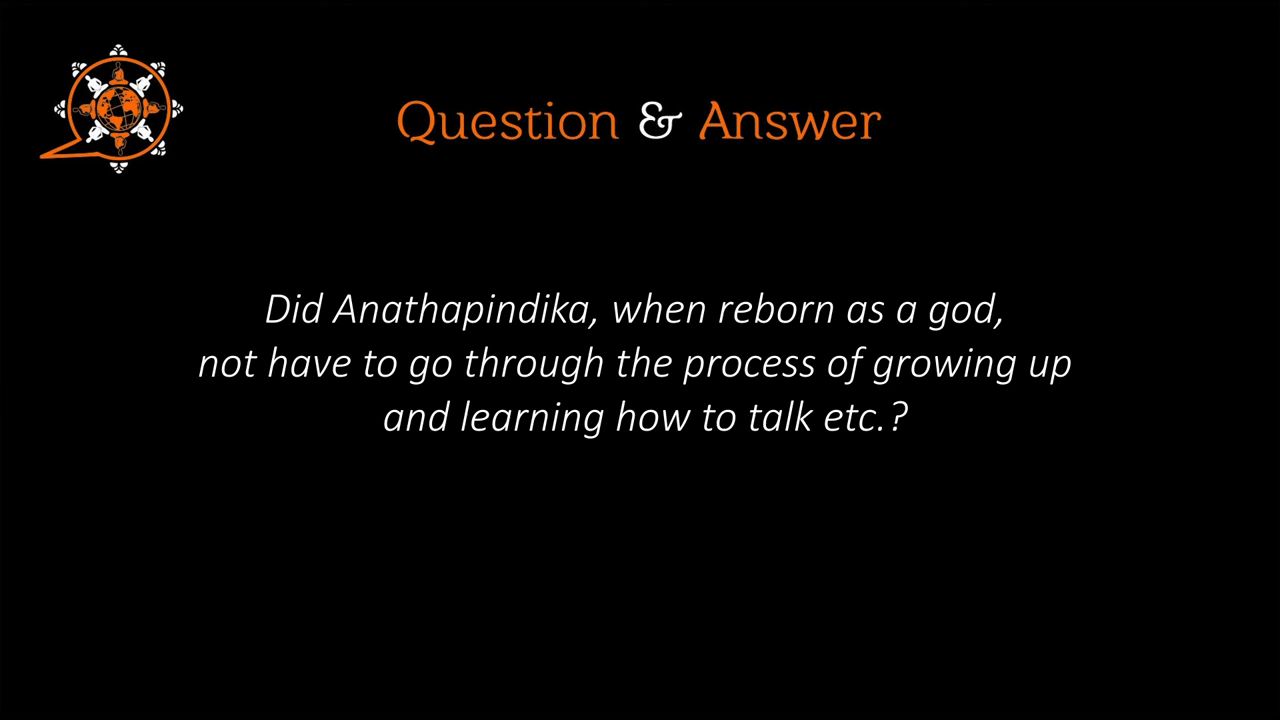 Question & Answer
Did Anathapindika, when reborn as a god,
not have to go through the process of growing up
and learning how to talk etc.?